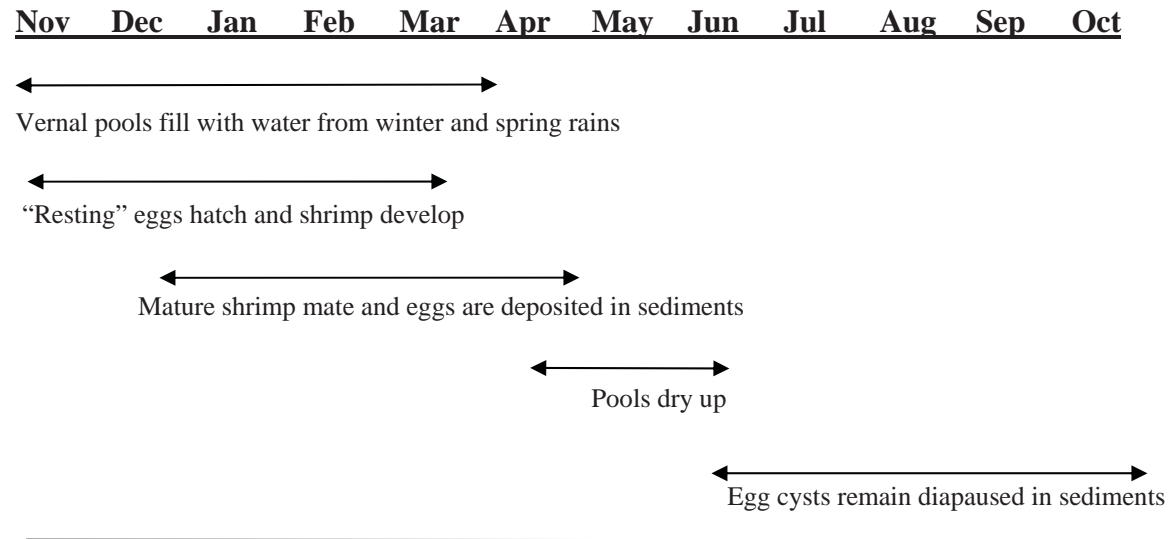 Nov Dec Jan Feb Mar Apr May Jun Jul Aug Sep Oct
Vernal pools fill with water from winter and spring rains
“Resting” eggs hatch and shrimp develop
Mature shrimp mate and eggs are deposited in sediments
Pools dry up
Egg cysts remain diapaused in sediments